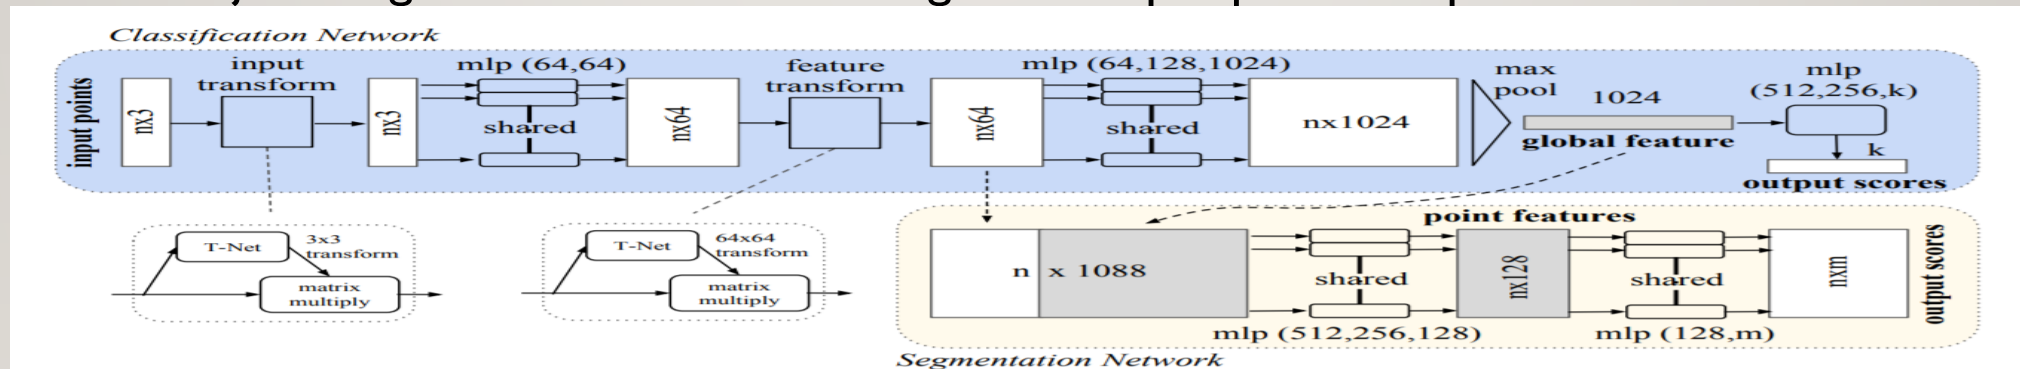 Classification Network
input points
nx3
input
transform
nx3
mlp (64,64)
shared
nx64
feature
transform
nx64
mlp (64,128,1024)
shared
nx1024
max
pool
1024
global feature
mlp
(512,256,k)
k
output scores
T-Net
3x3
transform
matrix
multiply
T-Net
64x64
transform
matrix
multiply
point features
n x 1088
shared
mlp (512,256,128)
nx128
shared
mlp (128,m)
nxm
output scores
Segmentation Network